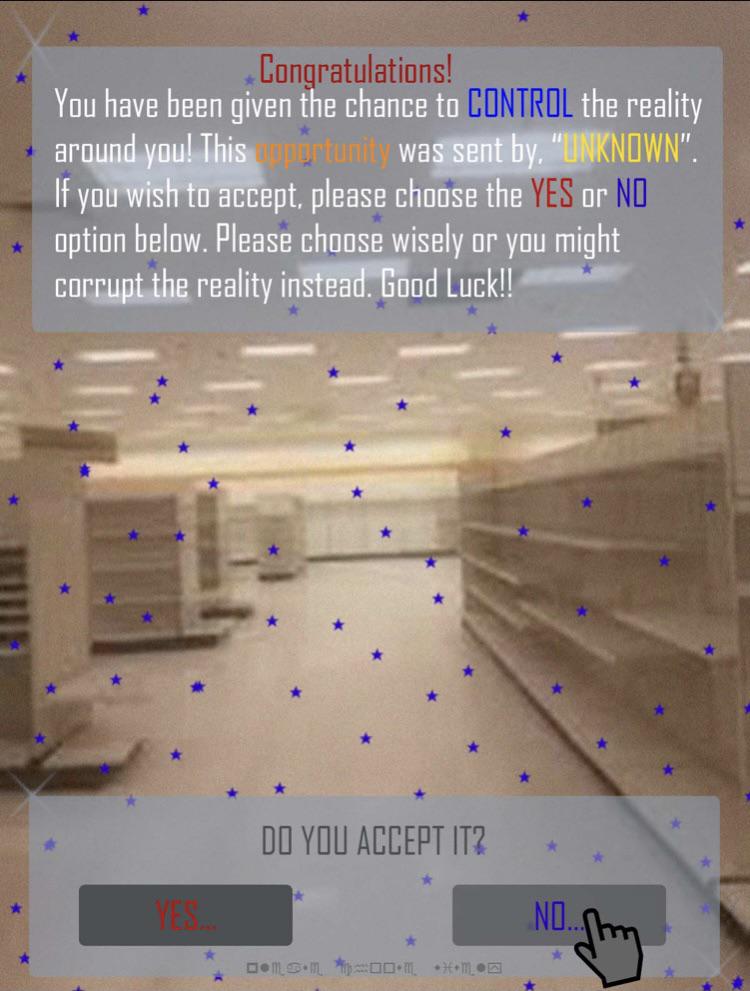 Congratulations!
You have been given the chance to CONTROL the reality
around you! This opportunity was sent by, “UNKNOWN”.
If you wish to accept, please choose the YES or NO
option below. Please choose wisely or you might
corrupt the reality instead. Good Luck!!
DO YOU ACCEPT IT?
YES... NO...
◻●♏♋⬧♏ ♍♒□□⬧♏ ⬥♓⬧♏●⍓